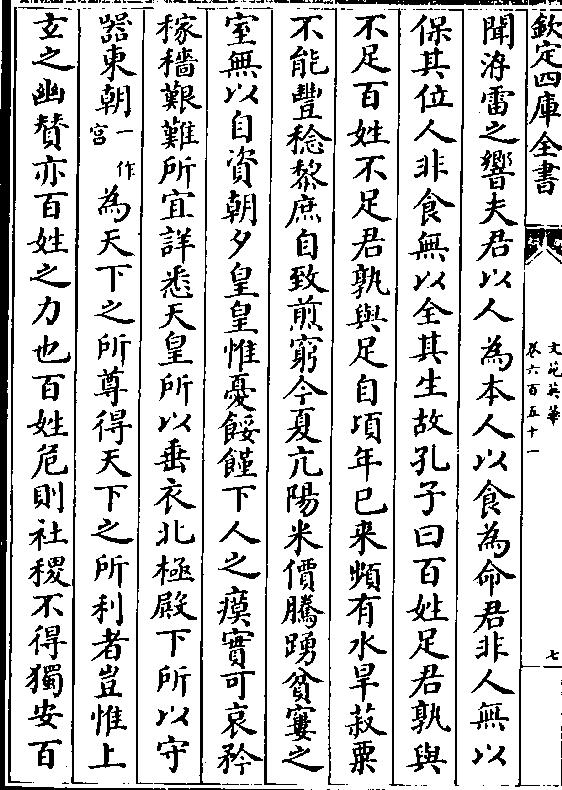 欽定四庫全書
文苑英華
卷六百五十一
七
聞洊雷之響夫君以人為本人以食為命君非人無以
保其位人非食無以全其生故孔子曰百姓足君孰與
不足百姓不足君孰與足自項年已来頻有水旱菽粟
不能豐稔黎庶自致煎窮今夏亢陽米價騰踴貧窶之
室無以自資朝夕皇皇惟憂餒饉下人之瘼實可哀矜
稼穡艱難所宜詳悉天皇所以垂衣北極殿下所以守
器東朝一作宮為天下之所尊得天下之所利者豈惟上
玄之幽賛亦百姓之力也百姓危則社稷不得獨安百